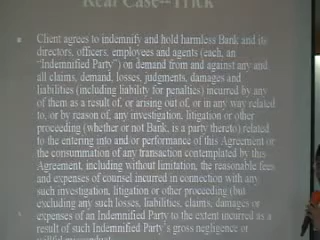 Real Case--Trick
Client agrees to indemnify and hold harmless Bank and its
directors, officers, employees and agents (each, an
"Indemnified Party") on demand from and against any and
all claims, demand, losses, judgments, damages and
liabilities (including liability for penalties) incurred by any
of them as a result of, or arising out of, or in any way related
to, or by reason of, any investigation, litigation or other
proceeding (whether or not Bank, is a party thereto) related
to the entering into and/or performance of this Agreement or
the consummation of any transaction contemplated by this
Agreement, including without limitation, the reasonable fees
and expenses of counsel incurred in connection with any
such investigation, litigation or other proceeding (but
excluding any such losses, liabilities, claims, damages or
expenses of an Indemnified Party to the extent incurred as a
result of such Indemnified Party's gross negligence or
willful misconduct